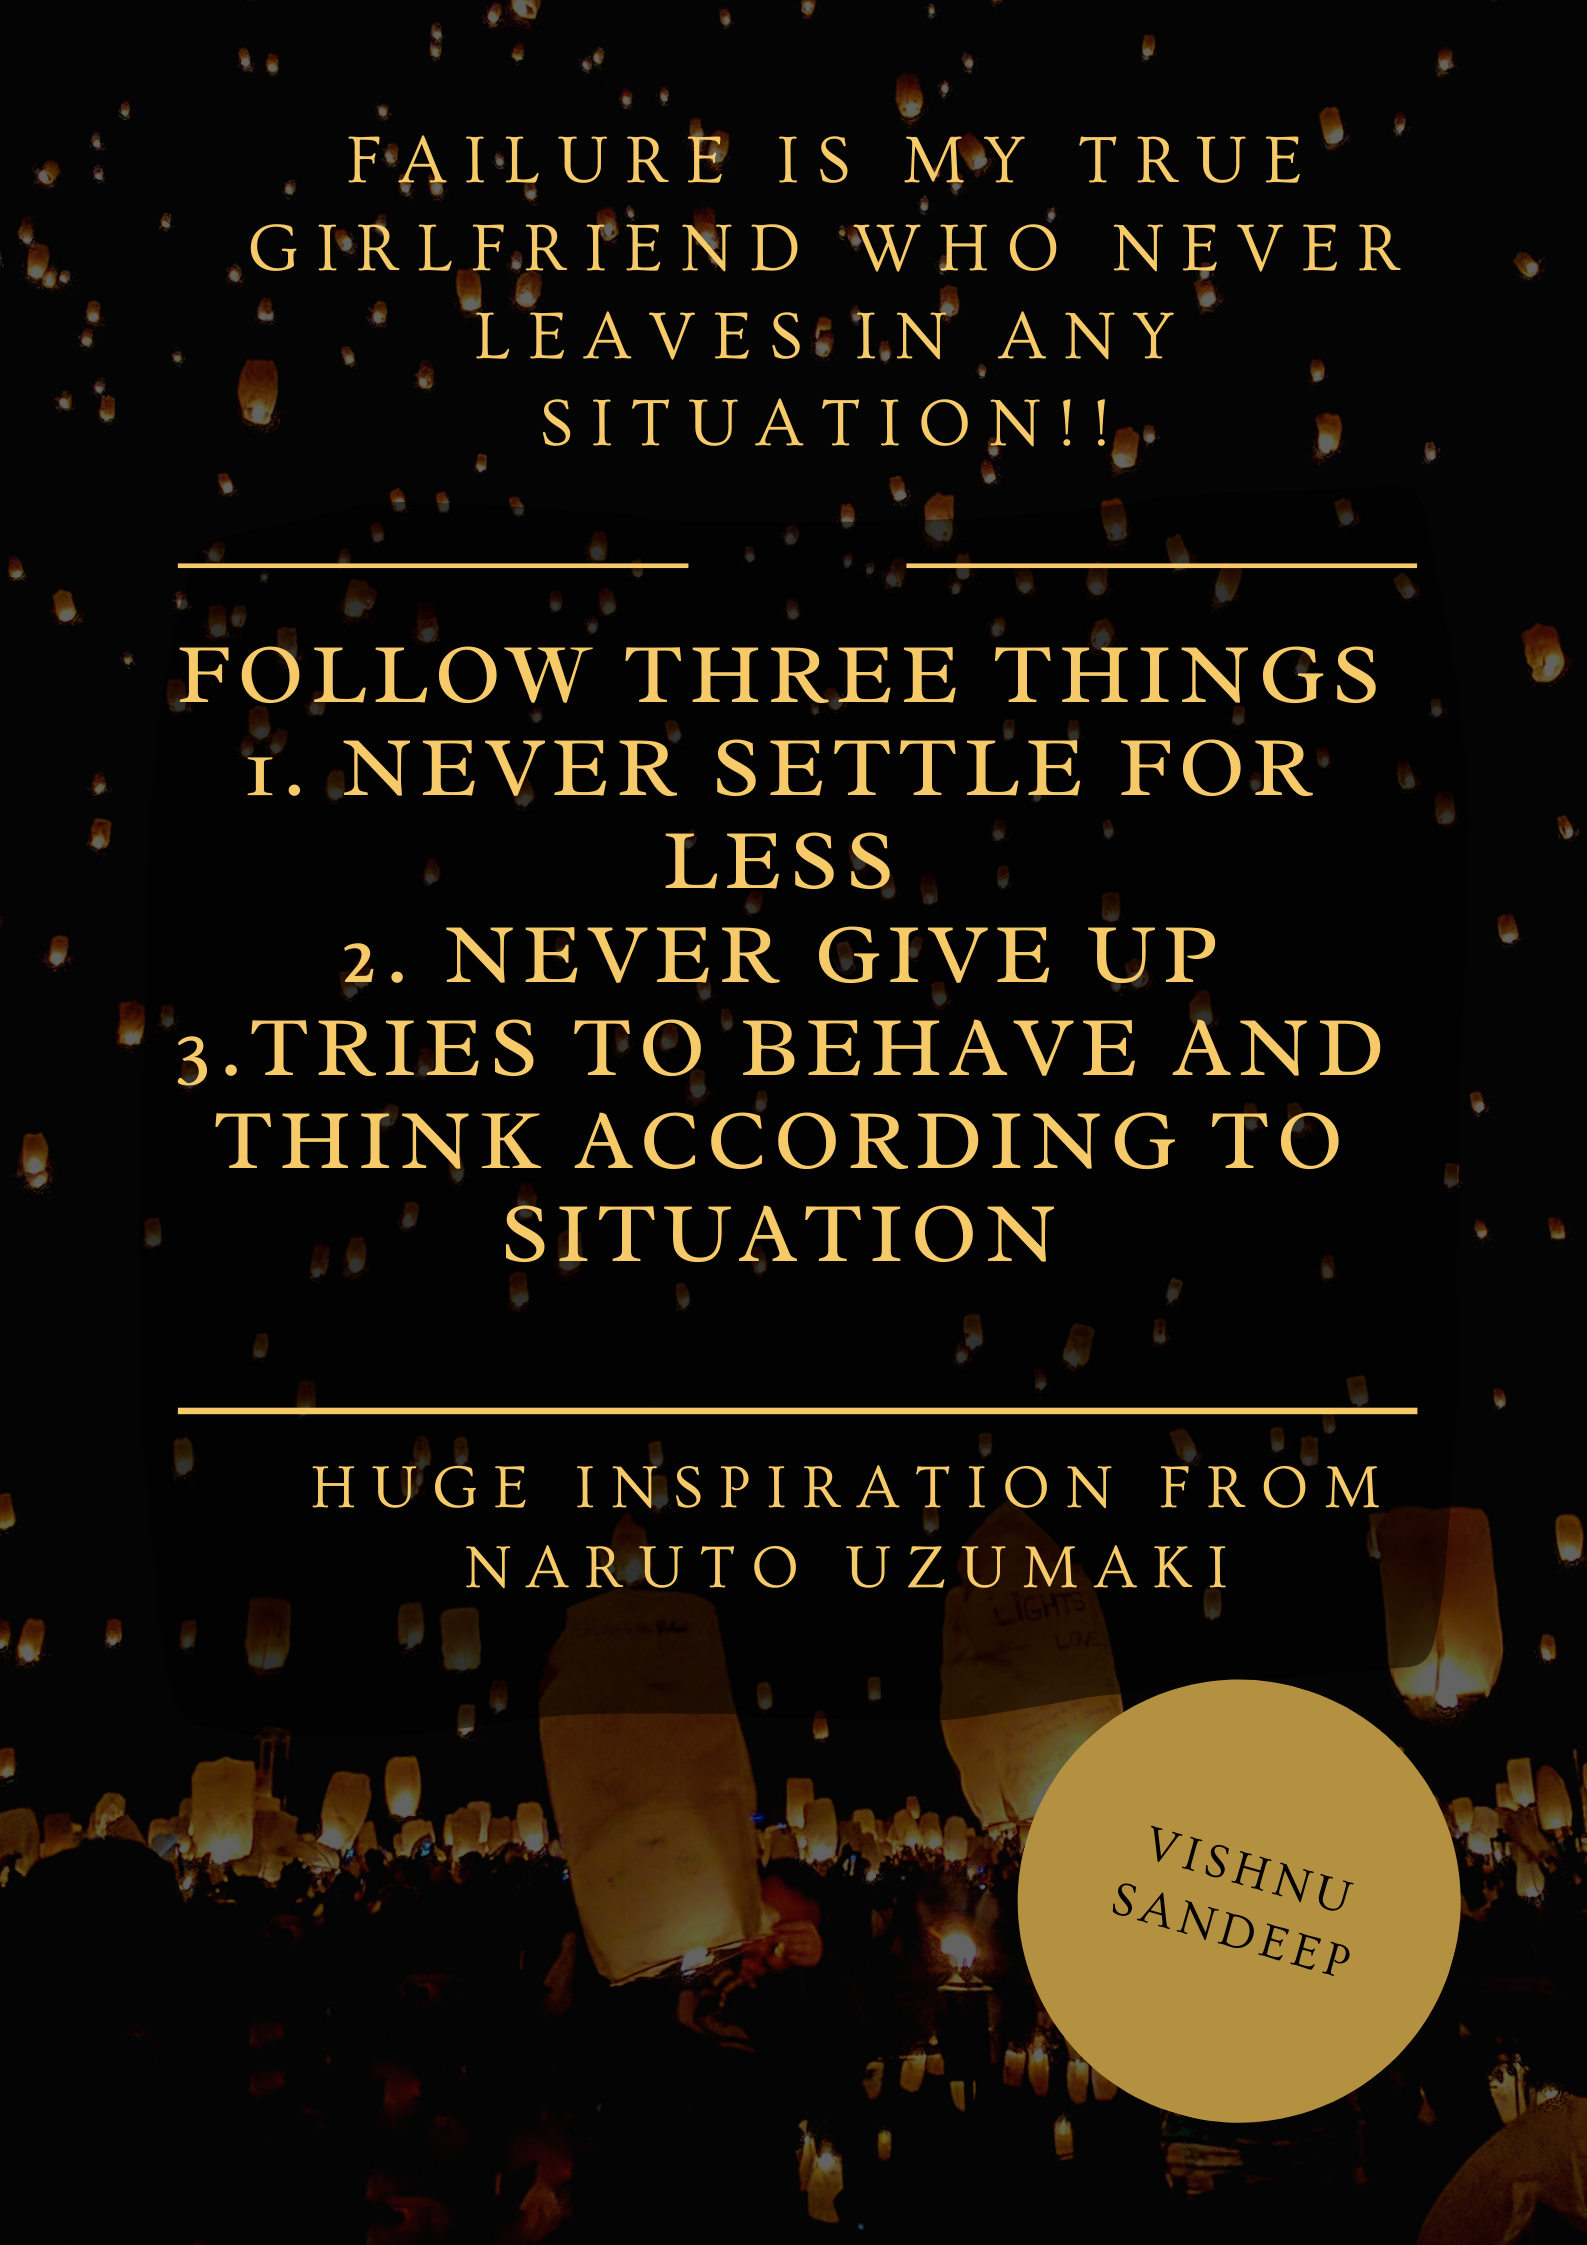 FAILURE IS MY TRUE
GIRLFRIEND WHO NEVER
LEAVES IN ANY
SITUATION!!
FOLLOW THREE THINGS
1. NEVER SETTLE FOR
LESS
2. NEVER GIVE UP
3.TRIES TO BEHAVE AND
THINK ACCORDING TO
SITUATION
HUGE INSPIRATION FROM
NARUTO UZUMAKI
LiGHTS
LOVE
VISHNU
SANDEEP